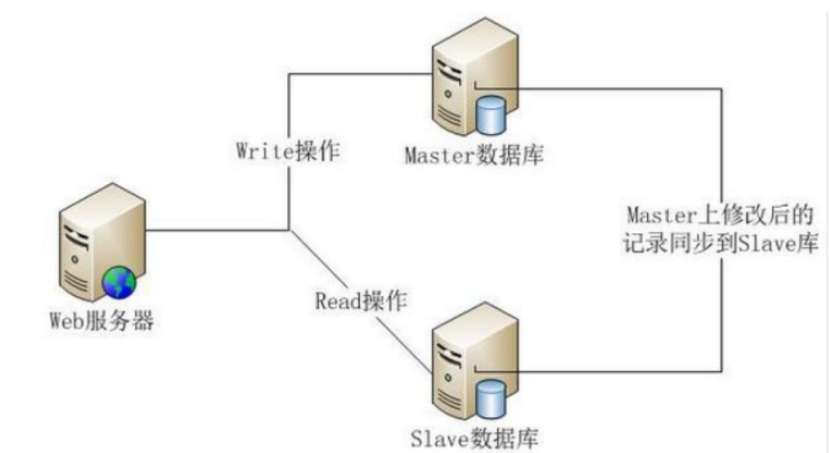 Write操作
Master数据库
Master上修改后的
记录同步到Slave库
Read操作
Web服务器
Slave数据库